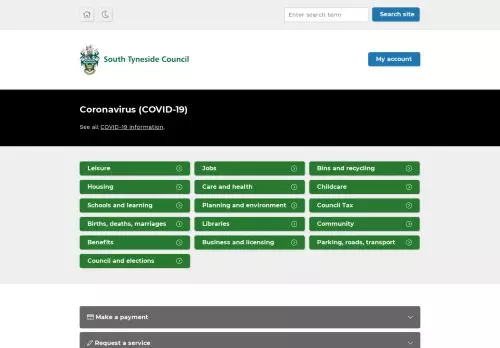 Enter search term
Search site
South Tyneside Council
My account
Coronavirus (COVID-19)
See all COVID-19 information.
Leisure
Jobs
Bins and recycling
Housing
Care and health
Childcare
Schools and learning
Planning and environment
Council Tax
Births, deaths, marriages
Libraries
Community
Benefits
Business and licensing
Parking, roads, transport
Council and elections
Make a payment
Request a service